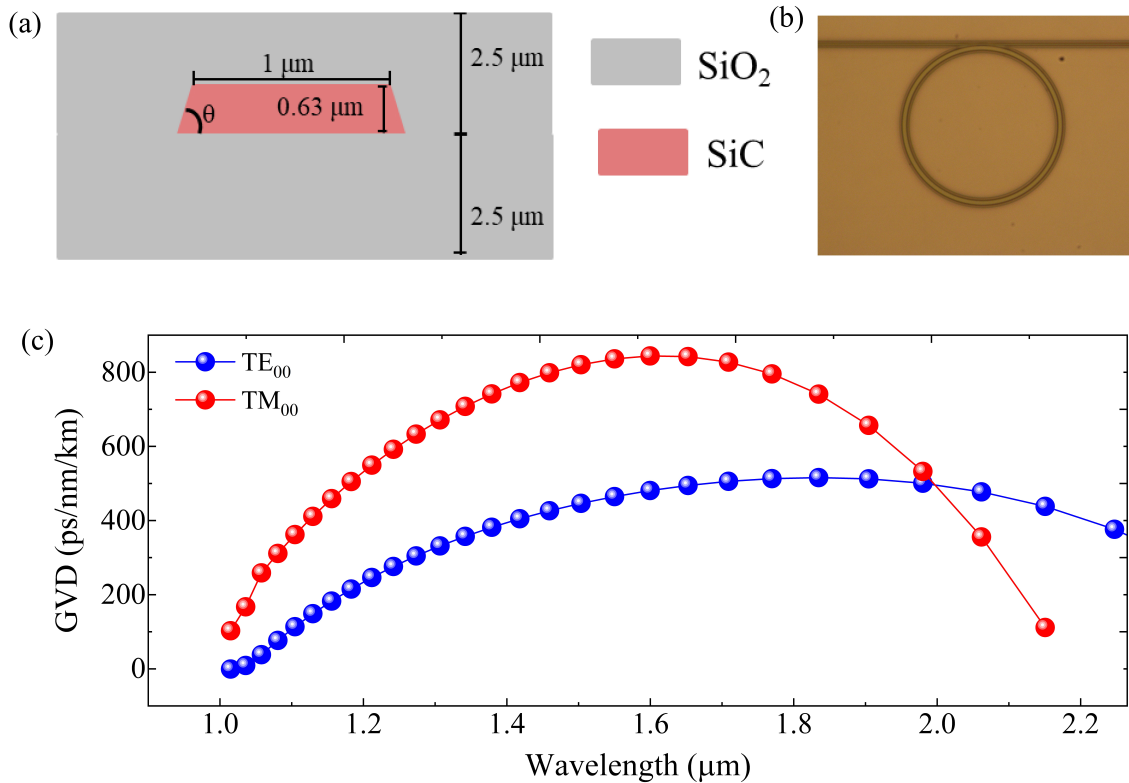 (a)
1 μm
2.5 μm
θ
0.63 μm
2.5 μm
SiO₂
SiC
(b)
(c)
TE₀₀
TM₀₀
GVD (ps/nm/km)
800
600
400
200
0
1.0 1.2 1.4 1.6 1.8 2.0 2.2
Wavelength (μm)